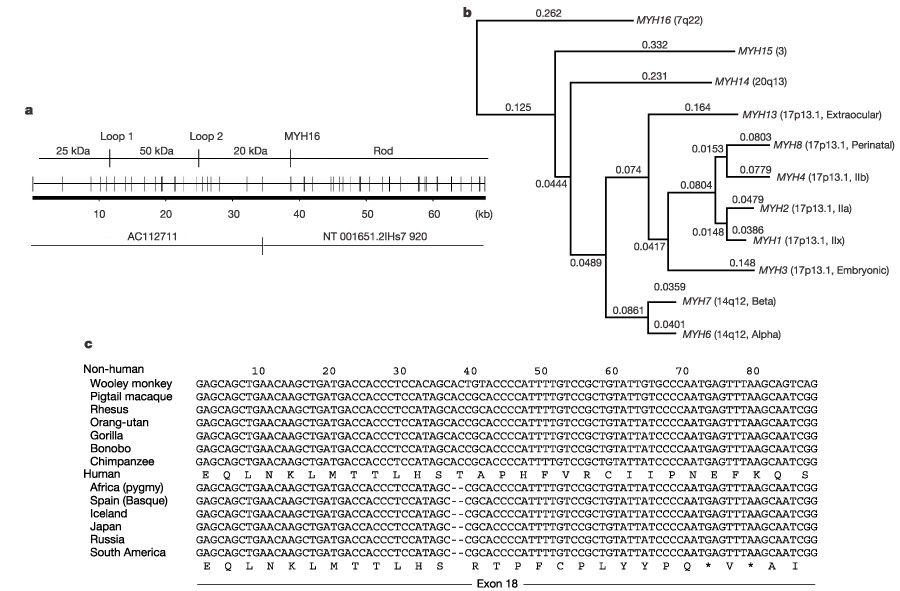 a
Loop 1 Loop 2 MYH16
25 kDa 50 kDa 20 kDa Rod
10 20 30 40 50 60 (kb)
AC112711 NT 001651.2IHs7 920
b
0.262 MYH16 (7q22)
0.332 MYH15 (3)
0.231 MYH14 (20q13)
0.125 0.164 MYH13 (17p13.1, Extraocular)
0.0803 MYH8 (17p13.1, Perinatal)
0.0153
0.0444 0.074 0.0779 MYH4 (17p13.1, IIb)
0.0804
0.0479 MYH2 (17p13.1, IIa)
0.0148 0.0386 MYH1 (17p13.1, IIx)
0.0417
0.0489 0.148 MYH3 (17p13.1, Embryonic)
0.0359 MYH7 (14q12, Beta)
0.0861
0.0401 MYH6 (14q12, Alpha)
c
Non-human 10 20 30 40 50 60 70 80
Wooley monkey GAGCAGCTGAACAAGCTGATGACCACCCTCCACAGCACTGTACCCCATTTTGTCCGCTGTATTGTGCCCAATGAGTTTAAGCAGTCAG
Pigtail macaque GAGCAGCTGAACAAGCTGATGACCACCCTCCATAGCACCGCACCCCATTTTGTCCGCTGTATTGTCCCCAATGAGTTTAAGCAATCGG
Rhesus GAGCAGCTGAACAAGCTGATGACCACCCTCCATAGCACCGCACCCCATTTTGTCCGCTGTATTGTCCCCAATGAGTTTAAGCAATCGG
Orang-utan GAGCAGCTGAACAAGCTGATGACCACCCTCCATAGCACCGCACCCCATTTTGTCCGCTGTATTATCCCCAATGAGTTTAAGCAATCGG
Gorilla GAGCAGCTGAACAAGCTGATGACCACCCTCCATAGCACCGCACCCCATTTTGTCCGCTGTATTATCCCCAATGAGTTTAAGCAATCGG
Bonobo GAGCAGCTGAACAAGCTGATGACCACCCTCCATAGCACCGCACCCCATTTTGTCCGCTGTATTATCCCCAATGAGTTTAAGCAATCGG
Chimpanzee GAGCAGCTGAACAAGCTGATGACCACCCTCCATAGCACCGCACCCCATTTTGTCCGCTGTATTATCCCCAATGAGTTTAAGCAATCGG
Human E Q L N K L M T T L H S T A P H F V R C I I P N E F K Q S
Africa (pygmy) GAGCAGCTGAACAAGCTGATGACCACCCTCCATAGC--CGCACCCCATTTTGTCCGCTGTATTATCCCCAATGAGTTTAAGCAATCGG
Spain (Basque) GAGCAGCTGAACAAGCTGATGACCACCCTCCATAGC--CGCACCCCATTTTGTCCGCTGTATTATCCCCAATGAGTTTAAGCAATCGG
Iceland GAGCAGCTGAACAAGCTGATGACCACCCTCCATAGC--CGCACCCCATTTTGTCCGCTGTATTATCCCCAATGAGTTTAAGCAATCGG
Japan GAGCAGCTGAACAAGCTGATGACCACCCTCCATAGC--CGCACCCCATTTTGTCCGCTGTATTATCCCCAATGAGTTTAAGCAATCGG
Russia GAGCAGCTGAACAAGCTGATGACCACCCTCCATAGC--CGCACCCCATTTTGTCCGCTGTATTATCCCCAATGAGTTTAAGCAATCGG
South America GAGCAGCTGAACAAGCTGATGACCACCCTCCATAGC--CGCACCCCATTTTGTCCGCTGTATTATCCCCAATGAGTTTAAGCAATCGG
E Q L N K L M T T L H S R T P F C P L Y Y P Q * V * A I
Exon 18